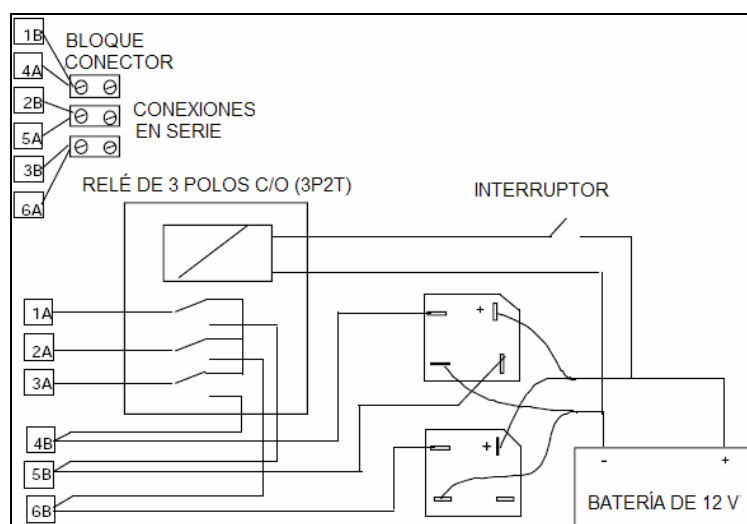 1B
BLOQUE
CONECTOR
4A
2B
CONEXIONES
EN SERIE
5A
3B
6A
RELÉ DE 3 POLOS C/O (3P2T)
INTERRUPTOR
1A
2A
3A
4B
5B
6B
+
+
- +
BATERÍA DE 12 V